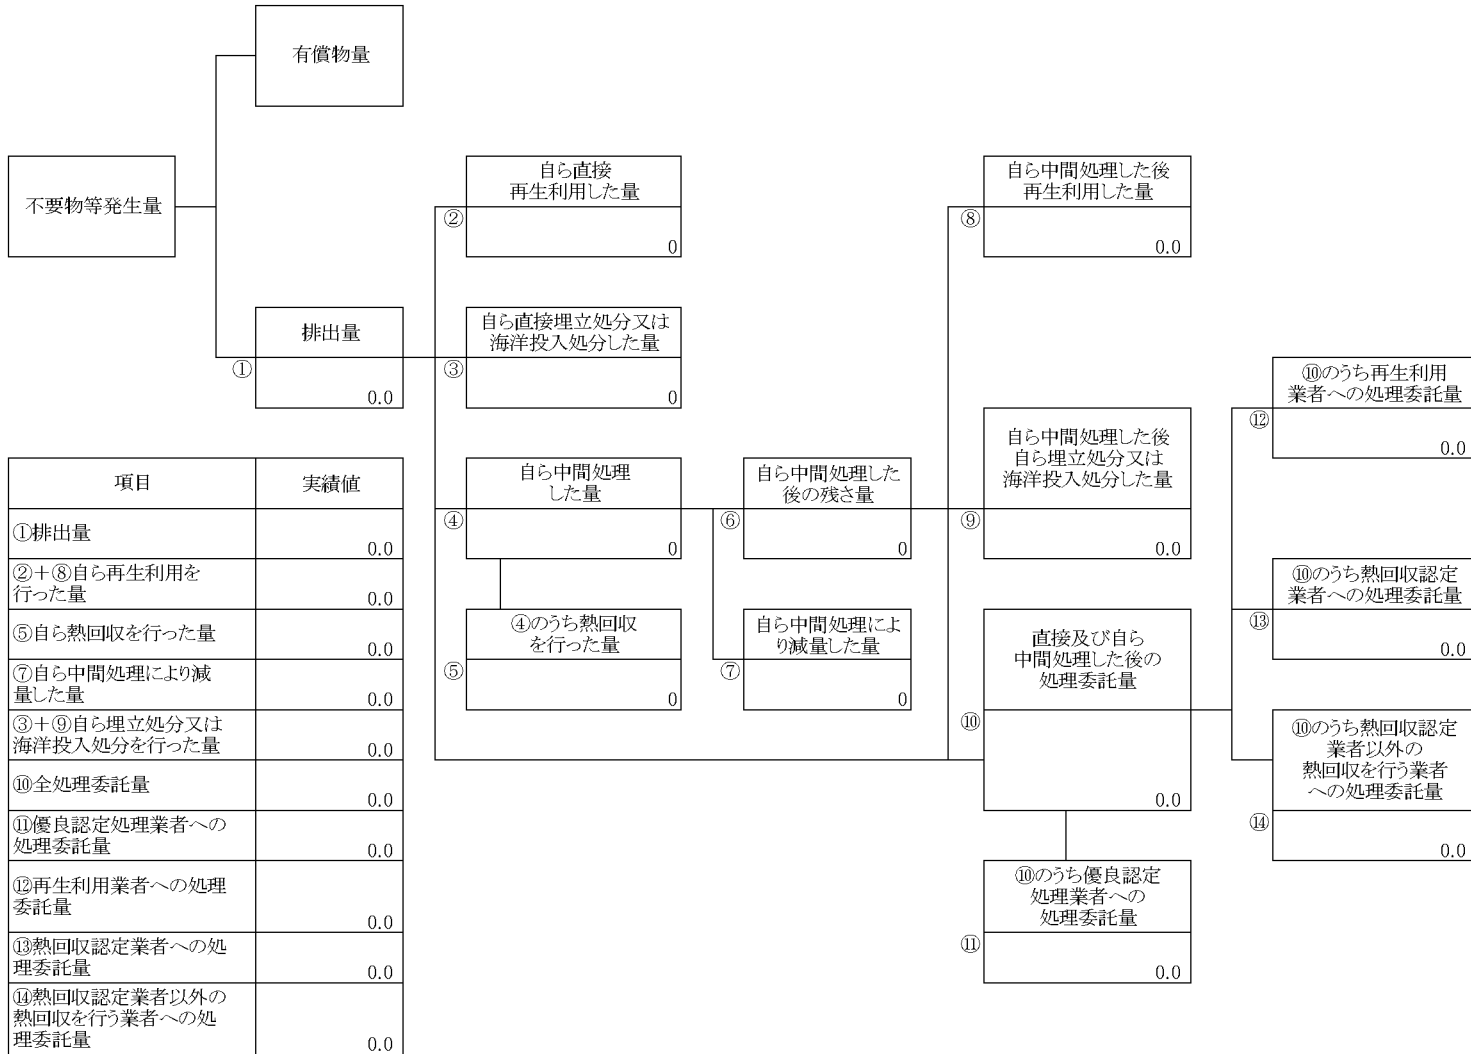 有償物量
不要物等発生量
自ら直接
再生利用した量
②
0
自ら中間処理した後
再生利用した量
⑧
0.0
排出量
①
0.0
自ら直接埋立処分又は
海洋投入処分した量
③
0
⑩のうち再生利用
業者への処理委託量
⑫
0.0
自ら中間処理
した量
④
0
自ら中間処理した
後の残さ量
⑥
0
自ら中間処理した後
自ら埋立処分又は
海洋投入処分した量
⑨
0.0
⑩のうち熱回収認定
業者への処理委託量
⑬
0.0
④のうち熱回収
を行った量
⑤
0
自ら中間処理によ
り減量した量
⑦
0
直接及び自ら
中間処理した後の
処理委託量
⑩
0.0
⑩のうち熱回収認定
業者以外の
熱回収を行う業者
への処理委託量
⑭
0.0
⑩のうち優良認定
処理業者への
処理委託量
⑪
0.0
項目 実績値
①排出量
0.0
②＋⑧自ら再生利用を
行った量
0.0
⑤自ら熱回収を行った量
0.0
⑦自ら中間処理により減
量した量
0.0
③＋⑨自ら埋立処分又は
海洋投入処分を行った量
0.0
⑩全処理委託量
0.0
⑪優良認定処理業者への
処理委託量
0.0
⑫再生利用業者への処理
委託量
0.0
⑬熱回収認定業者への処
理委託量
0.0
⑭熱回収認定業者以外の
熱回収を行う業者への処
理委託量
0.0